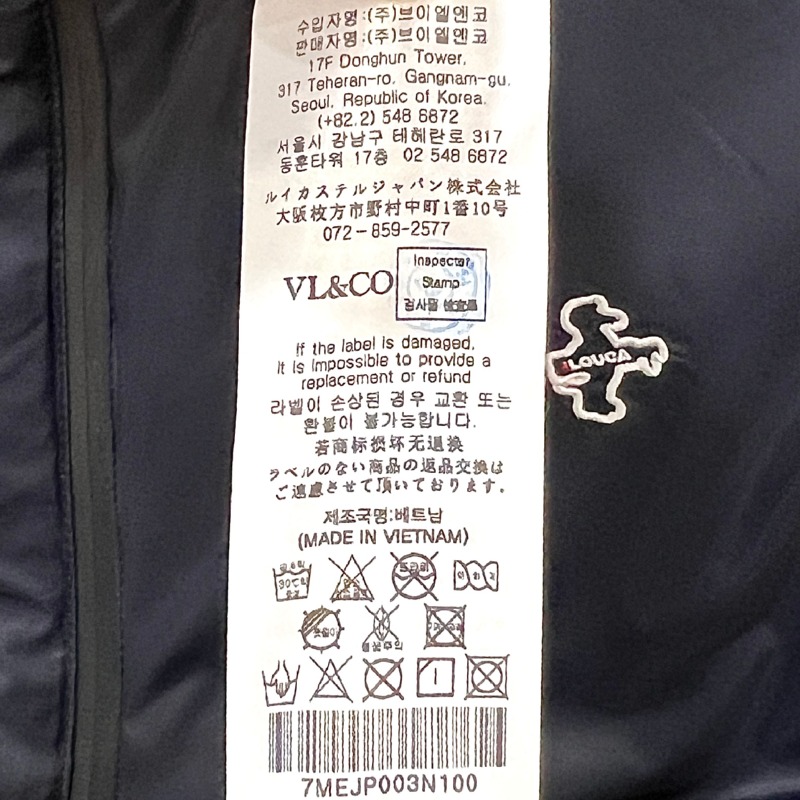 수입자명:(주)브이엘엔코
판매자명:(주)브이엘엔코
17F Donghun Tower,
317 Teheran-ro, Gangnam-gu,
Seoul, Republic of Korea.
(+82.2) 548 6872
서울시 강남구 테헤란로 317
동훈타워 17층 02 548 6872
ルイカステルジャパン株式会社
大阪枚方市野村中町1番10号
072-859-2577
VL&CO
Inspector
Stamp
검사필 検査畢
If the label is damaged,
it is impossible to provide a
replacement or refund
라벨이 손상된 경우 교환 또는
환불이 불가능합니다.
若商标损坏无退换
ラベルのない商品の返品交換は
ご遠慮させて頂いております。
제조국명:베트남
(MADE IN VIETNAM)
30℃
드라이
7MEJP003N100
LOUCA